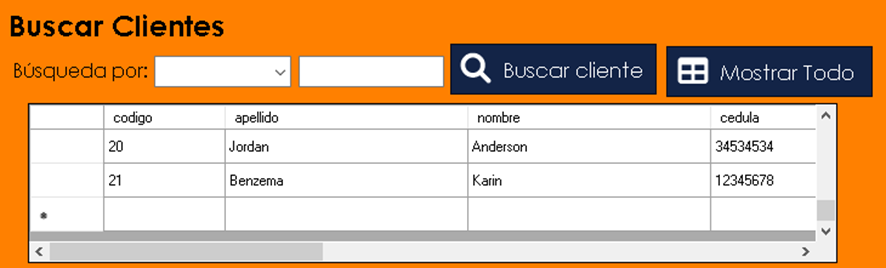 Buscar Clientes
Búsqueda por: Buscar cliente Mostrar Todo
codigo apellido nombre cedula
20 Jordan Anderson 34534534
21 Benzema Karin 12345678
*